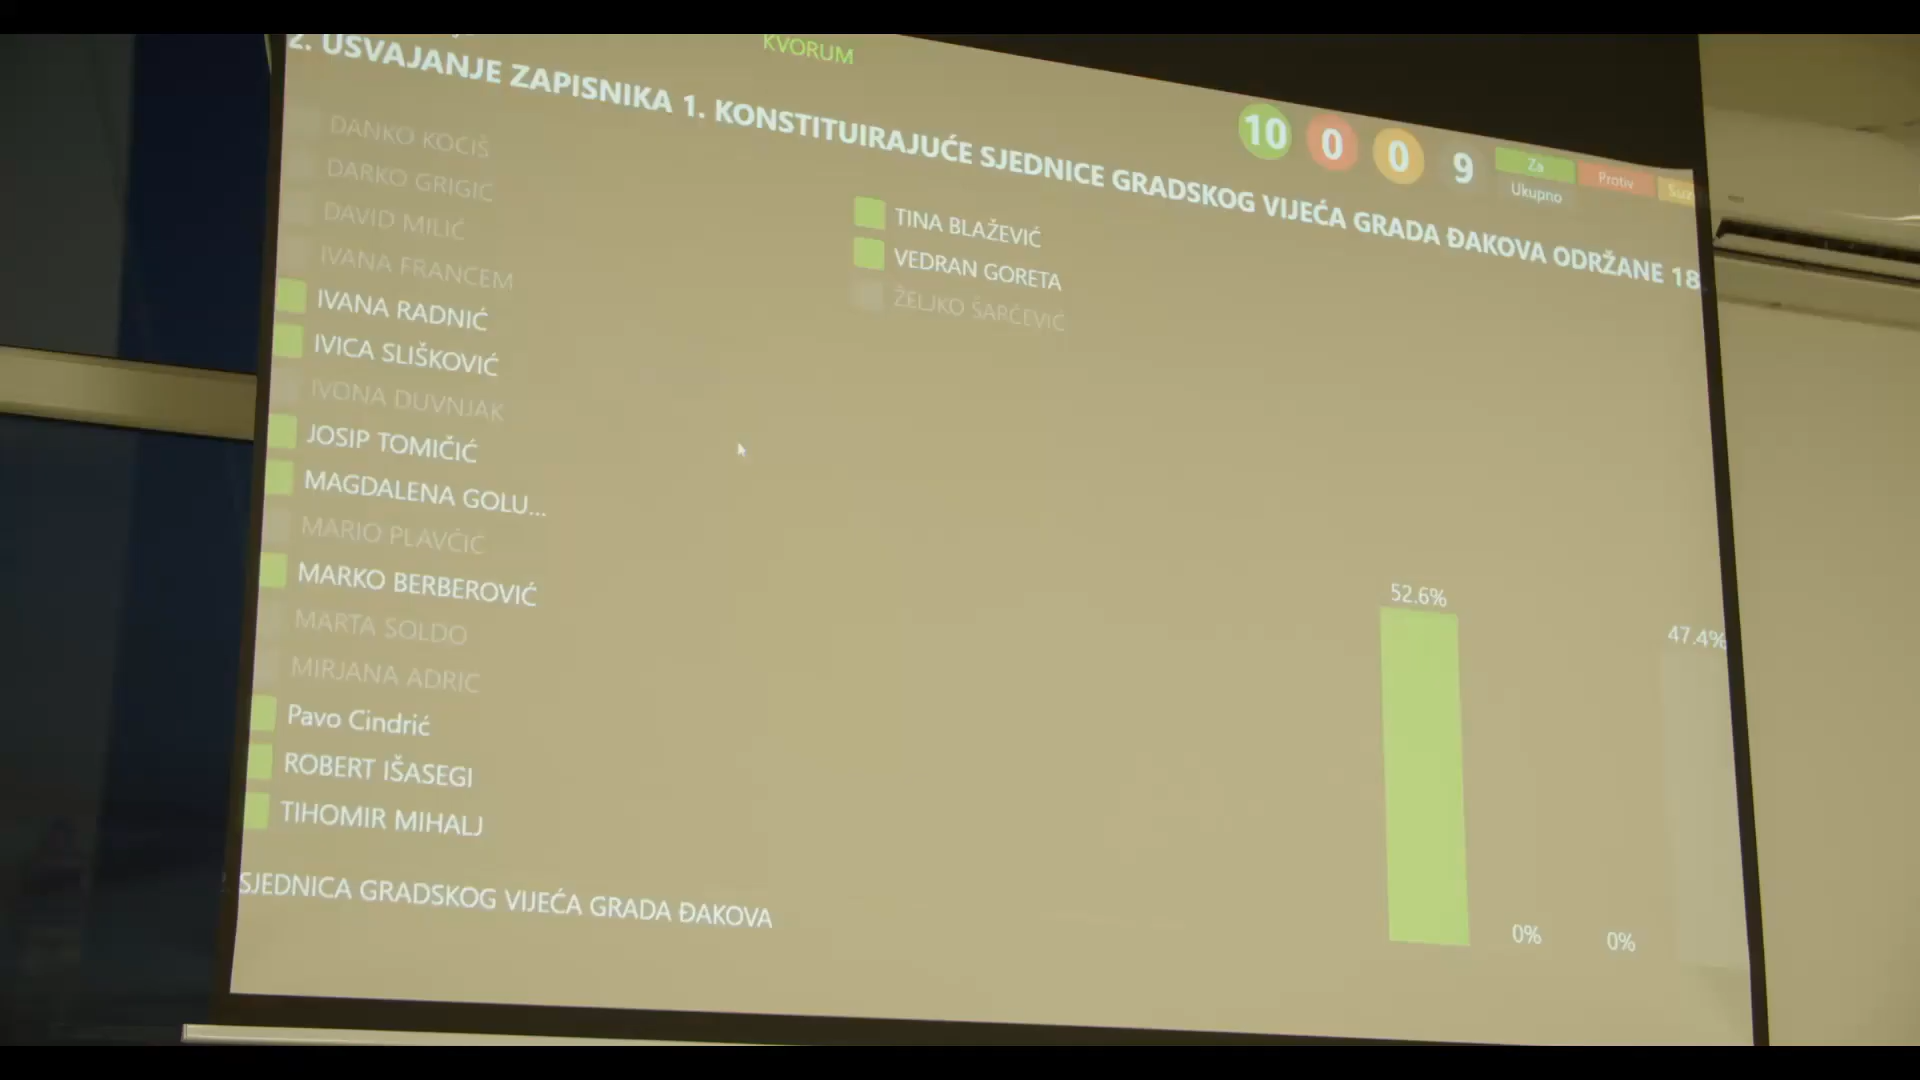 KVORUM
2. USVAJANJE ZAPISNIKA 1. KONSTITUIRAJUĆE SJEDNICE GRADSKOG VIJEĆA GRADA ĐAKOVA ODRŽANE 18.
10 0 0 9
Za Protiv
Ukupno
DANKO KOCIŠ
DARKO GRIGIĆ
DAVID MILIĆ
IVANA FRANCEM
IVANA RADNIĆ
IVICA SLIŠKOVIĆ
IVONA DUVNJAK
JOSIP TOMIČIĆ
MAGDALENA GOLU...
MARIO PLAVČIĆ
MARKO BERBEROVIĆ
MARTA SOLDO
MIRJANA ADRIĆ
Pavo Cindrić
ROBERT IŠASEGI
TIHOMIR MIHALJ
TINA BLAŽEVIĆ
VEDRAN GORETA
ŽELJKO ŠARČEVIĆ
52.6%
0%
0%
47.4%
SJEDNICA GRADSKOG VIJEĆA GRADA ĐAKOVA